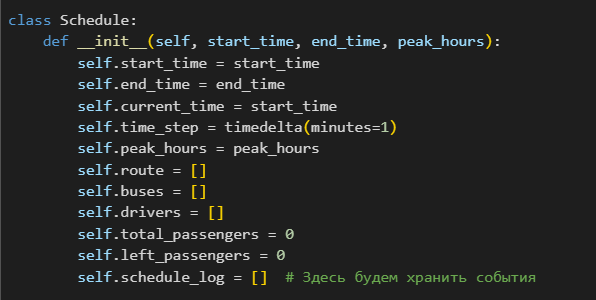 class Schedule:
    def __init__(self, start_time, end_time, peak_hours):
        self.start_time = start_time
        self.end_time = end_time
        self.current_time = start_time
        self.time_step = timedelta(minutes=1)
        self.peak_hours = peak_hours
        self.route = []
        self.buses = []
        self.drivers = []
        self.total_passengers = 0
        self.left_passengers = 0
        self.schedule_log = []  # Здесь будем хранить события